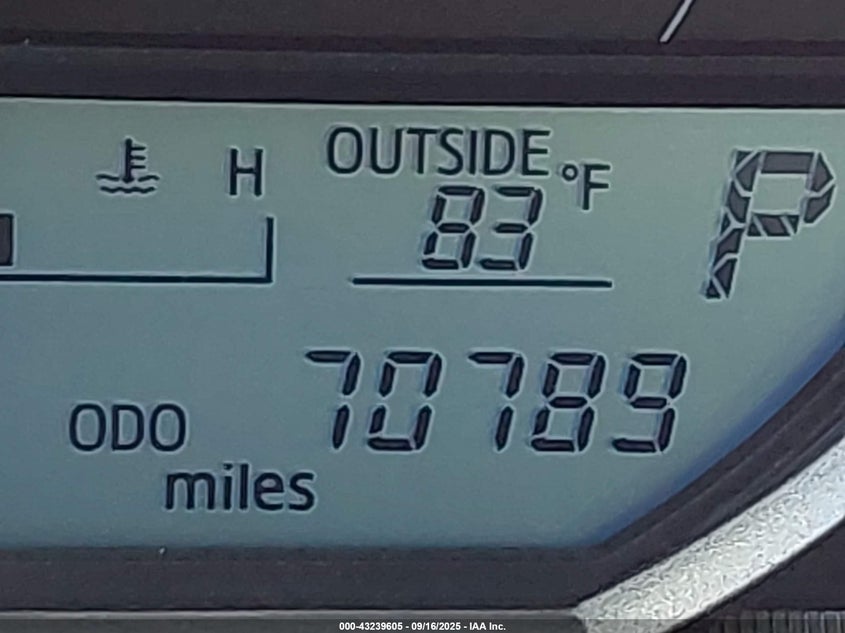 H
OUTSIDE
83 °F
P
ODO 70789
miles
000-43239605 - 09/16/2025 - IAA Inc.